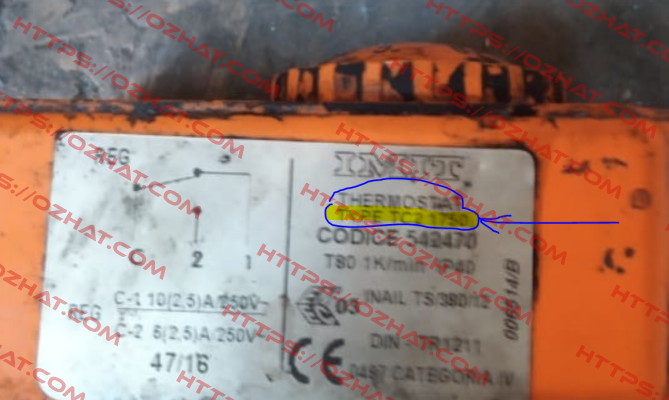 REG
C 2 1
REG C-1 10(2,5)A/250V~
C-2 6(2,5)A/250V~
47/16
IMIT
THERMOSTAT
TYPE TC2 1750
CODICE 542470
T80 1K/min IP40
03 INAIL TS/380/12
DIN TR1211
CE 0497 CATEGORIA IV
HTTPS://OZHAT.COM